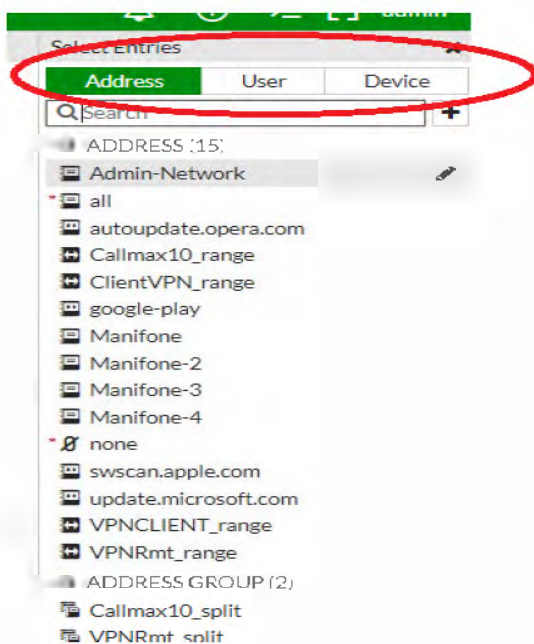 admin
Select Entries
Address User Device
Search
ADDRESS (15)
Admin-Network
* all
autoupdate.opera.com
Callmax10_range
ClientVPN_range
google-play
Manifone
Manifone-2
Manifone-3
Manifone-4
* none
swscan.apple.com
update.microsoft.com
VPNCLIENT_range
VPNRmt_range
ADDRESS GROUP (2)
Callmax10_split
VPNRmt_split